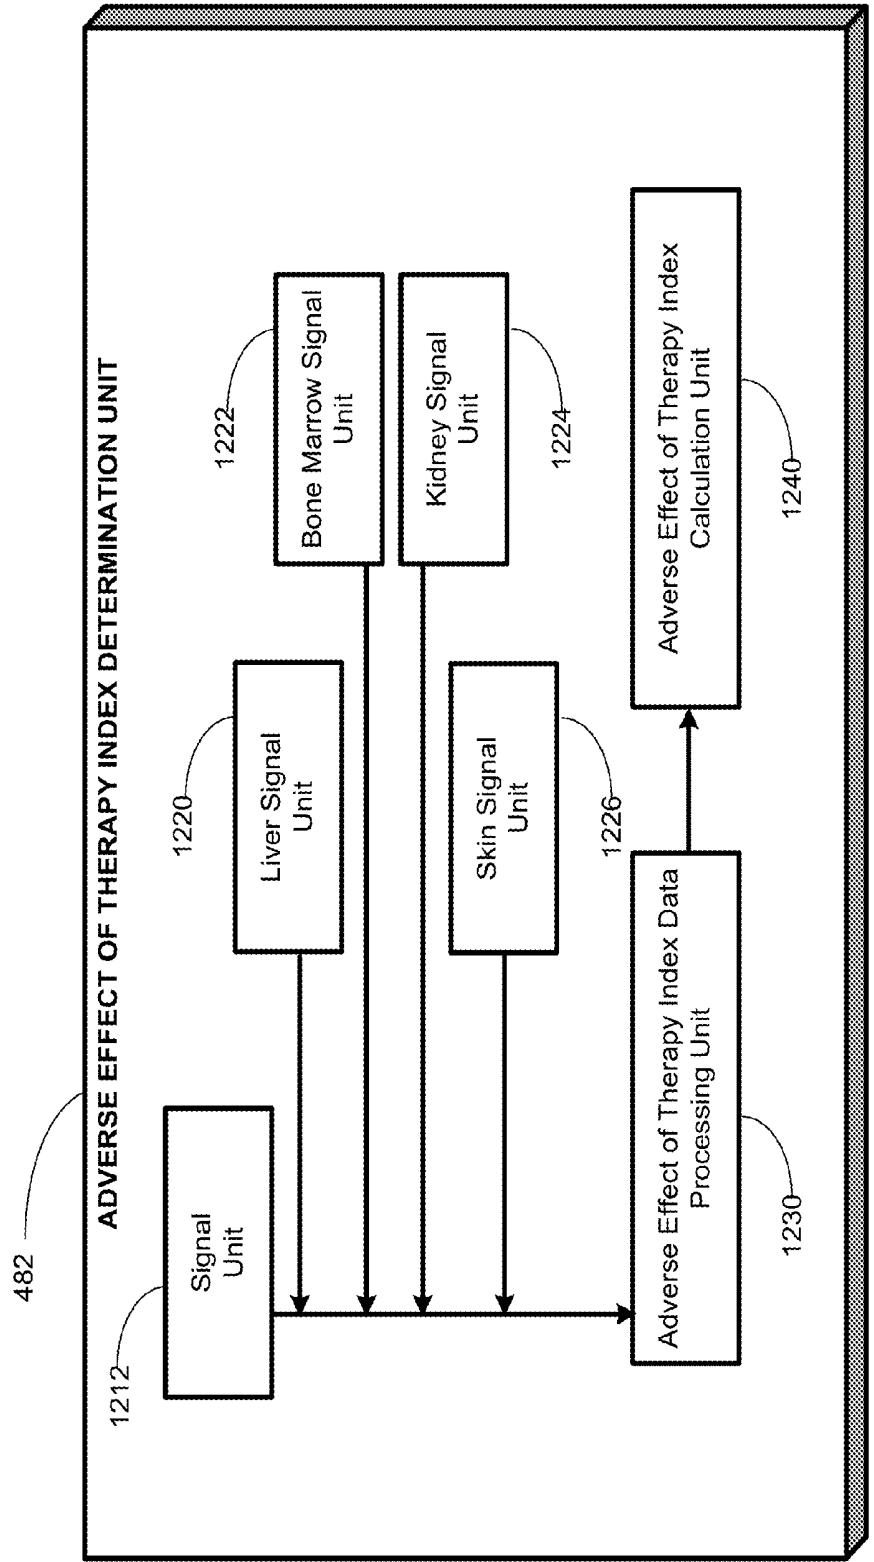 482
ADVERSE EFFECT OF THERAPY INDEX DETERMINATION UNIT
1212
Signal
Unit
1220
Liver Signal
Unit
1222
Bone Marrow Signal
Unit
Kidney Signal
Unit
1224
Skin Signal
Unit
1226
Adverse Effect of Therapy Index Data
Processing Unit
1230
Adverse Effect of Therapy Index
Calculation Unit
1240